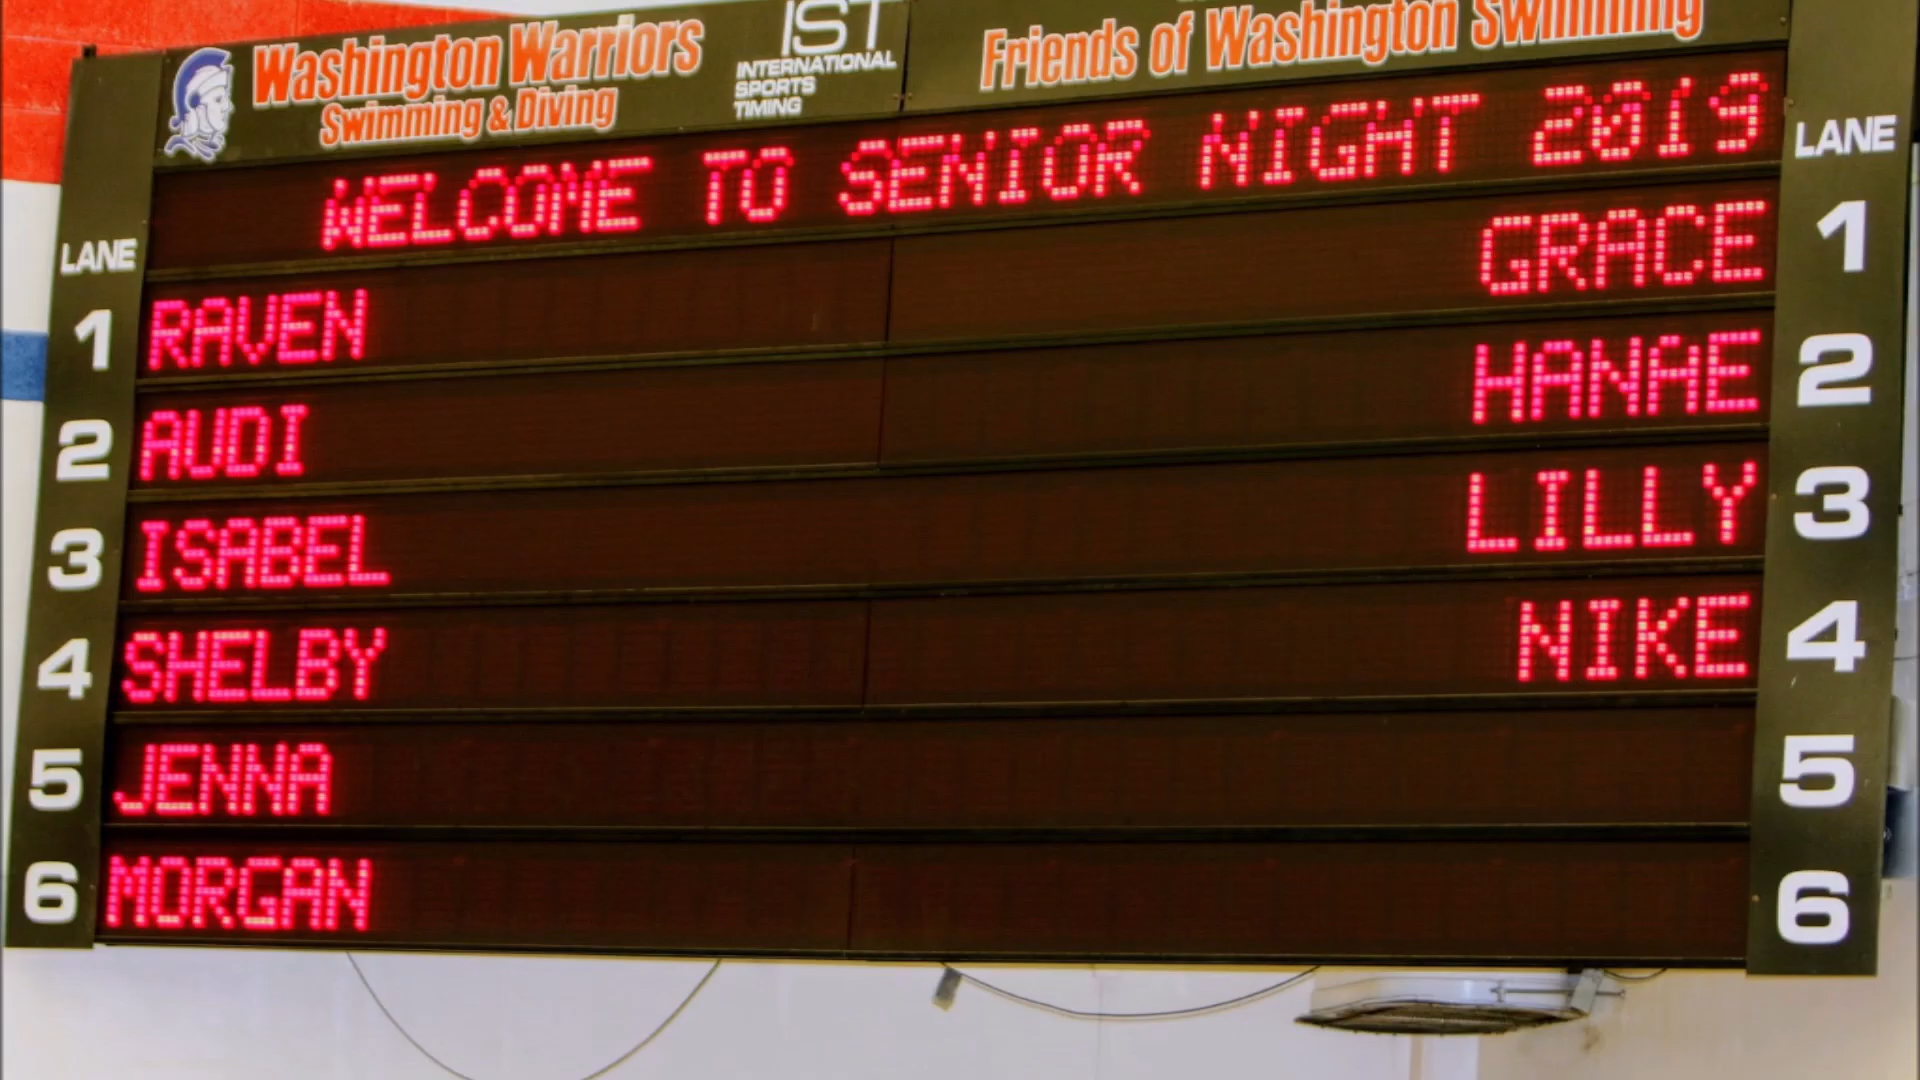 Washington Warriors
Swimming & Diving
IST
INTERNATIONAL
SPORTS
TIMING
Friends of Washington Swimming
WELCOME TO SENIOR NIGHT 2019
LANE LANE
1 RAVEN GRACE 1
2 AUDI HANAE 2
3 ISABEL LILLY 3
4 SHELBY NIKE 4
5 JENNA 5
6 MORGAN 6